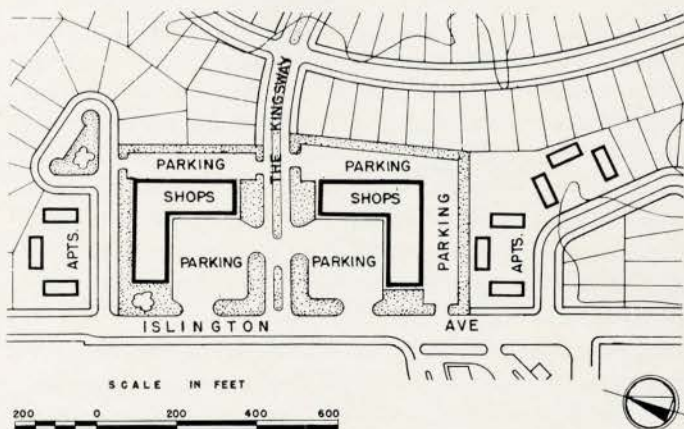 THE KINGSWAY
PARKING
PARKING
SHOPS
SHOPS
PARKING
APTS.
PARKING
PARKING
APTS.
ISLINGTON AVE
SCALE IN FEET
200 0 200 400 600